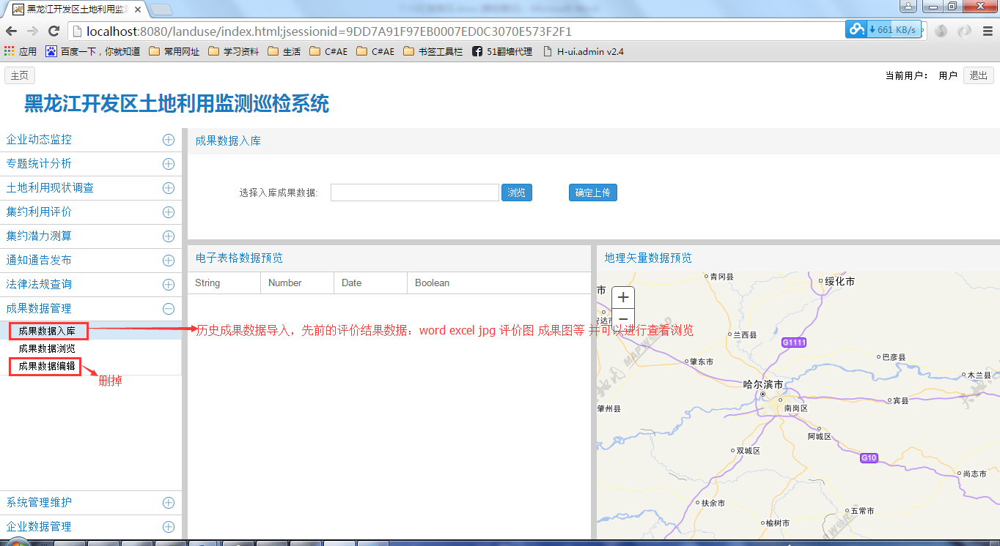 黑龙江开发区土地利用监测
localhost:8080/landuse/index.html;jsessionid=9DD7A91F97EB0007ED0C3070E573F2F1
661 KB/s
应用 百度一下，你就知道 常用网址 学习资料 生活 C#AE C#AE 书签工具栏 51翻墙代理 H-ui.admin v2.4
主页 当前用户： 用户 退出
黑龙江开发区土地利用监测巡检系统
企业动态监控
专题统计分析
土地利用现状调查
集约利用评价
集约潜力测算
通知通告发布
法律法规查询
成果数据管理
成果数据入库
成果数据浏览
成果数据编辑
删掉
系统管理维护
企业数据管理
成果数据入库
选择入库成果数据: 浏览 确定上传
电子表格数据预览
String Number Date Boolean
历史成果数据导入，先前的评价结果数据：word excel jpg 评价图 成果图等 并可以进行查看浏览
地理矢量数据预览
青冈县
绥化市
市
安达市
兰西县
G1111
肇东市
巴彦县
木兰县
哈尔滨市
宾县
肇州县
南岗区
阿城区
双城区
G10
尚志市
扶余市
五常市
榆树市